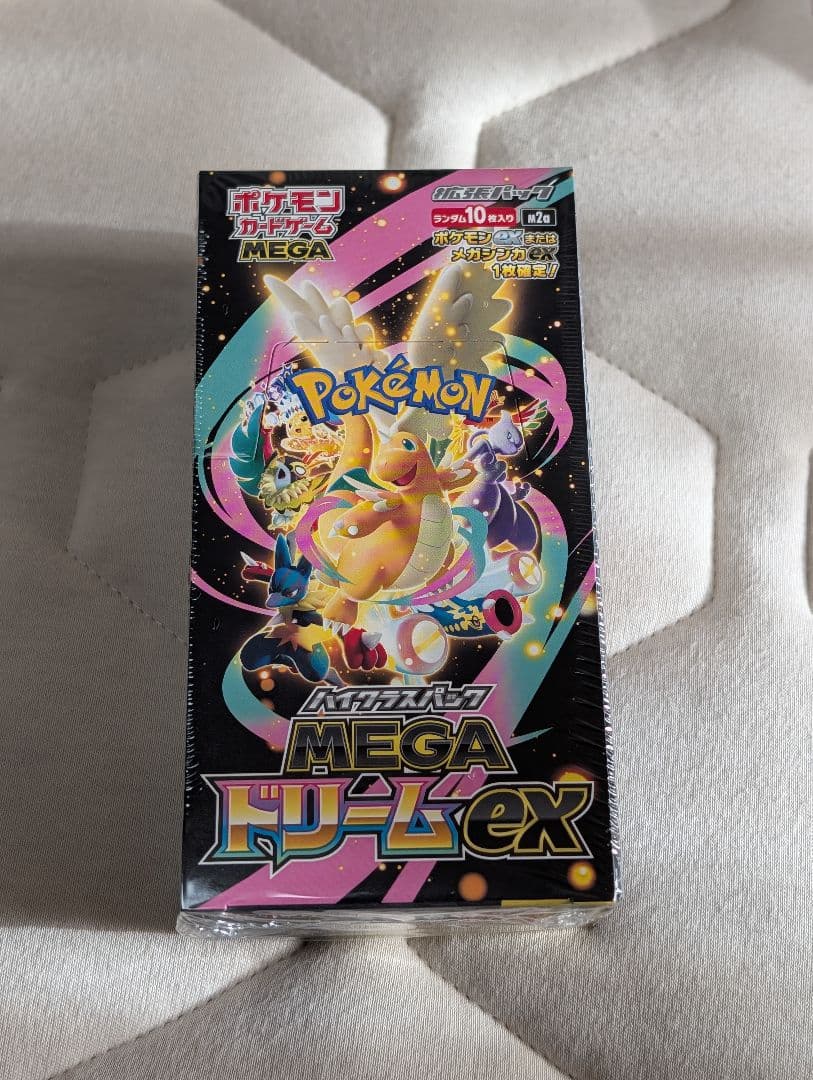 ポケモン
カードゲーム
MEGA
拡張パック
ランダム10枚入り M2a
ポケモンexまたは
メガシンカex
1枚確定!
POKÉMON
TM
ハイクラスパック
MEGA
ドリームex